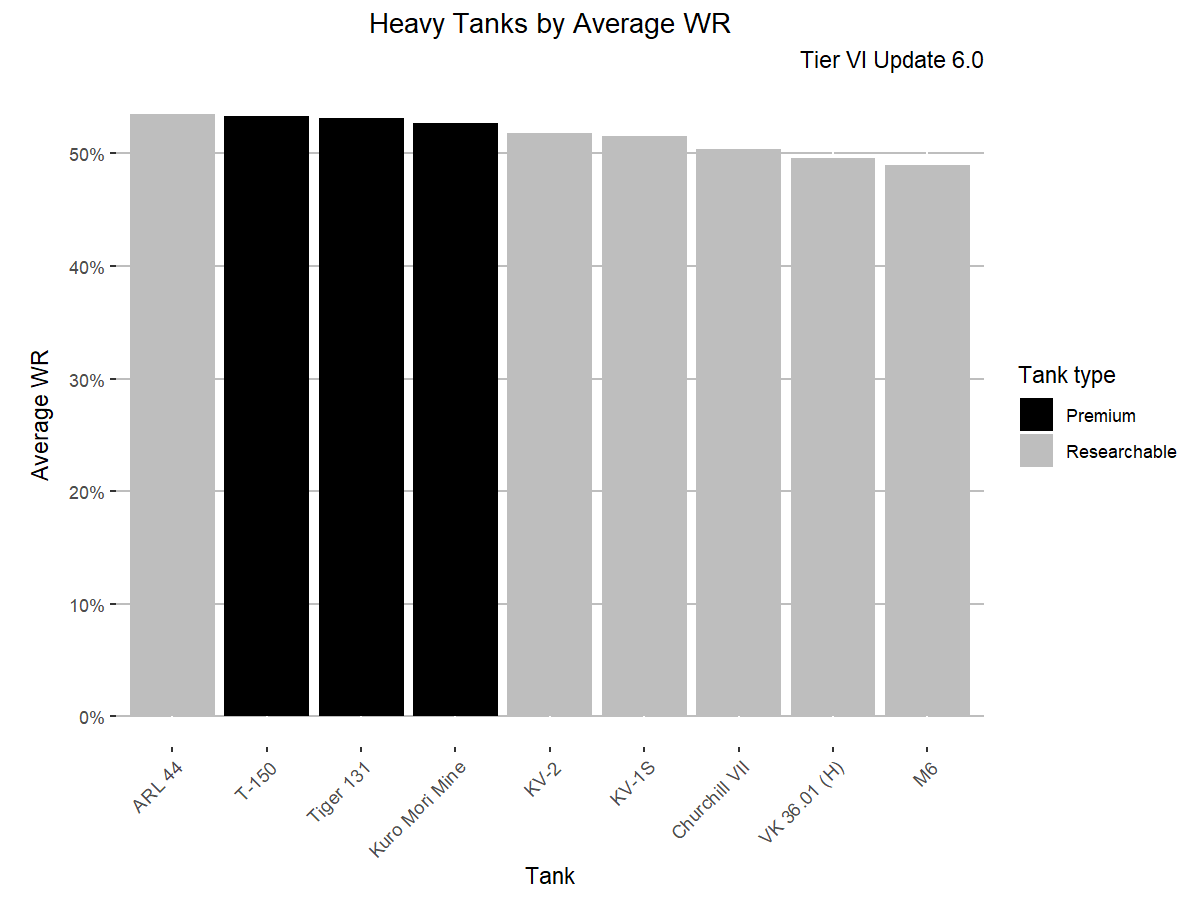 Heavy Tanks by Average WR
Tier VI Update 6.0
Average WR
50%
40%
30%
20%
10%
0%
ARL 44
T-150
Tiger 131
Kuro Mori Mine
KV-2
KV-1S
Churchill VII
VK 36.01 (H)
M6
Tank
Tank type
Premium
Researchable